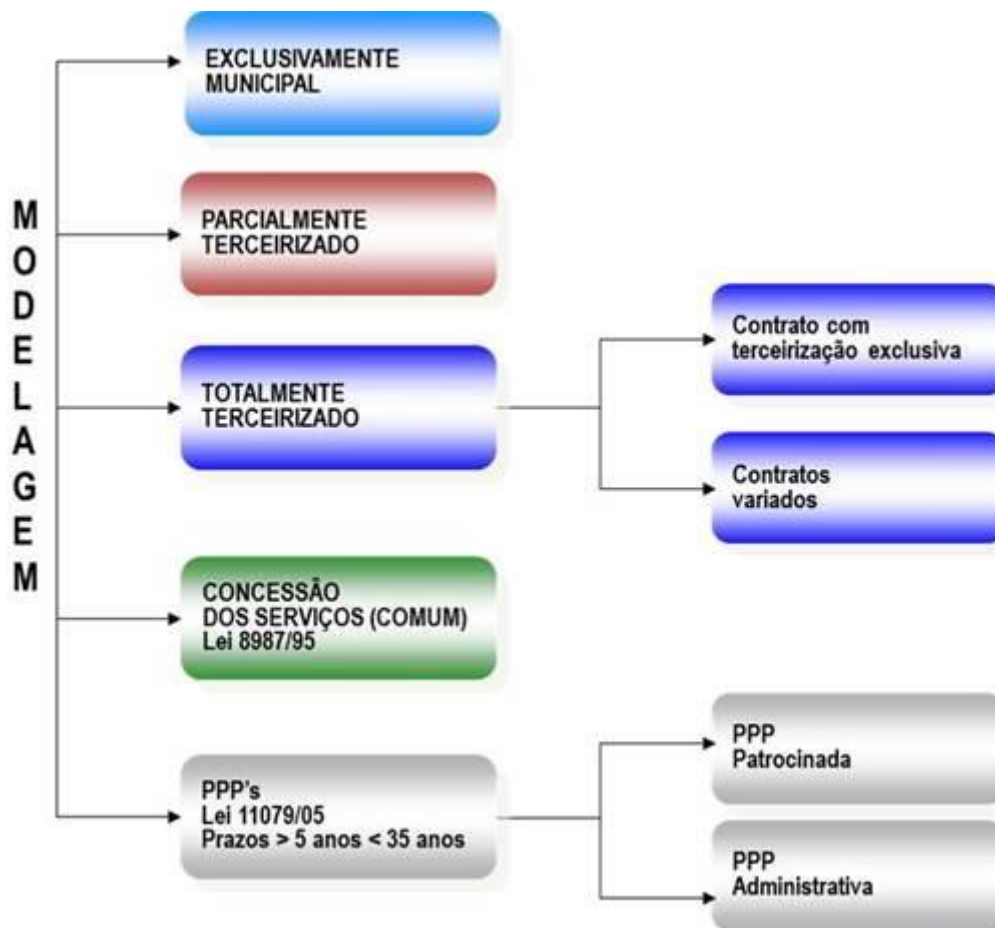 MODELAGEM
EXCLUSIVAMENTE
MUNICIPAL
PARCIALMENTE
TERCEIRIZADO
TOTALMENTE
TERCEIRIZADO
Contrato com
terceirização exclusiva
Contratos
variados
CONCESSÃO
DOS SERVIÇOS (COMUM)
Lei 8987/95
PPP's
Lei 11079/05
Prazos > 5 anos < 35 anos
PPP
Patrocinada
PPP
Administrativa